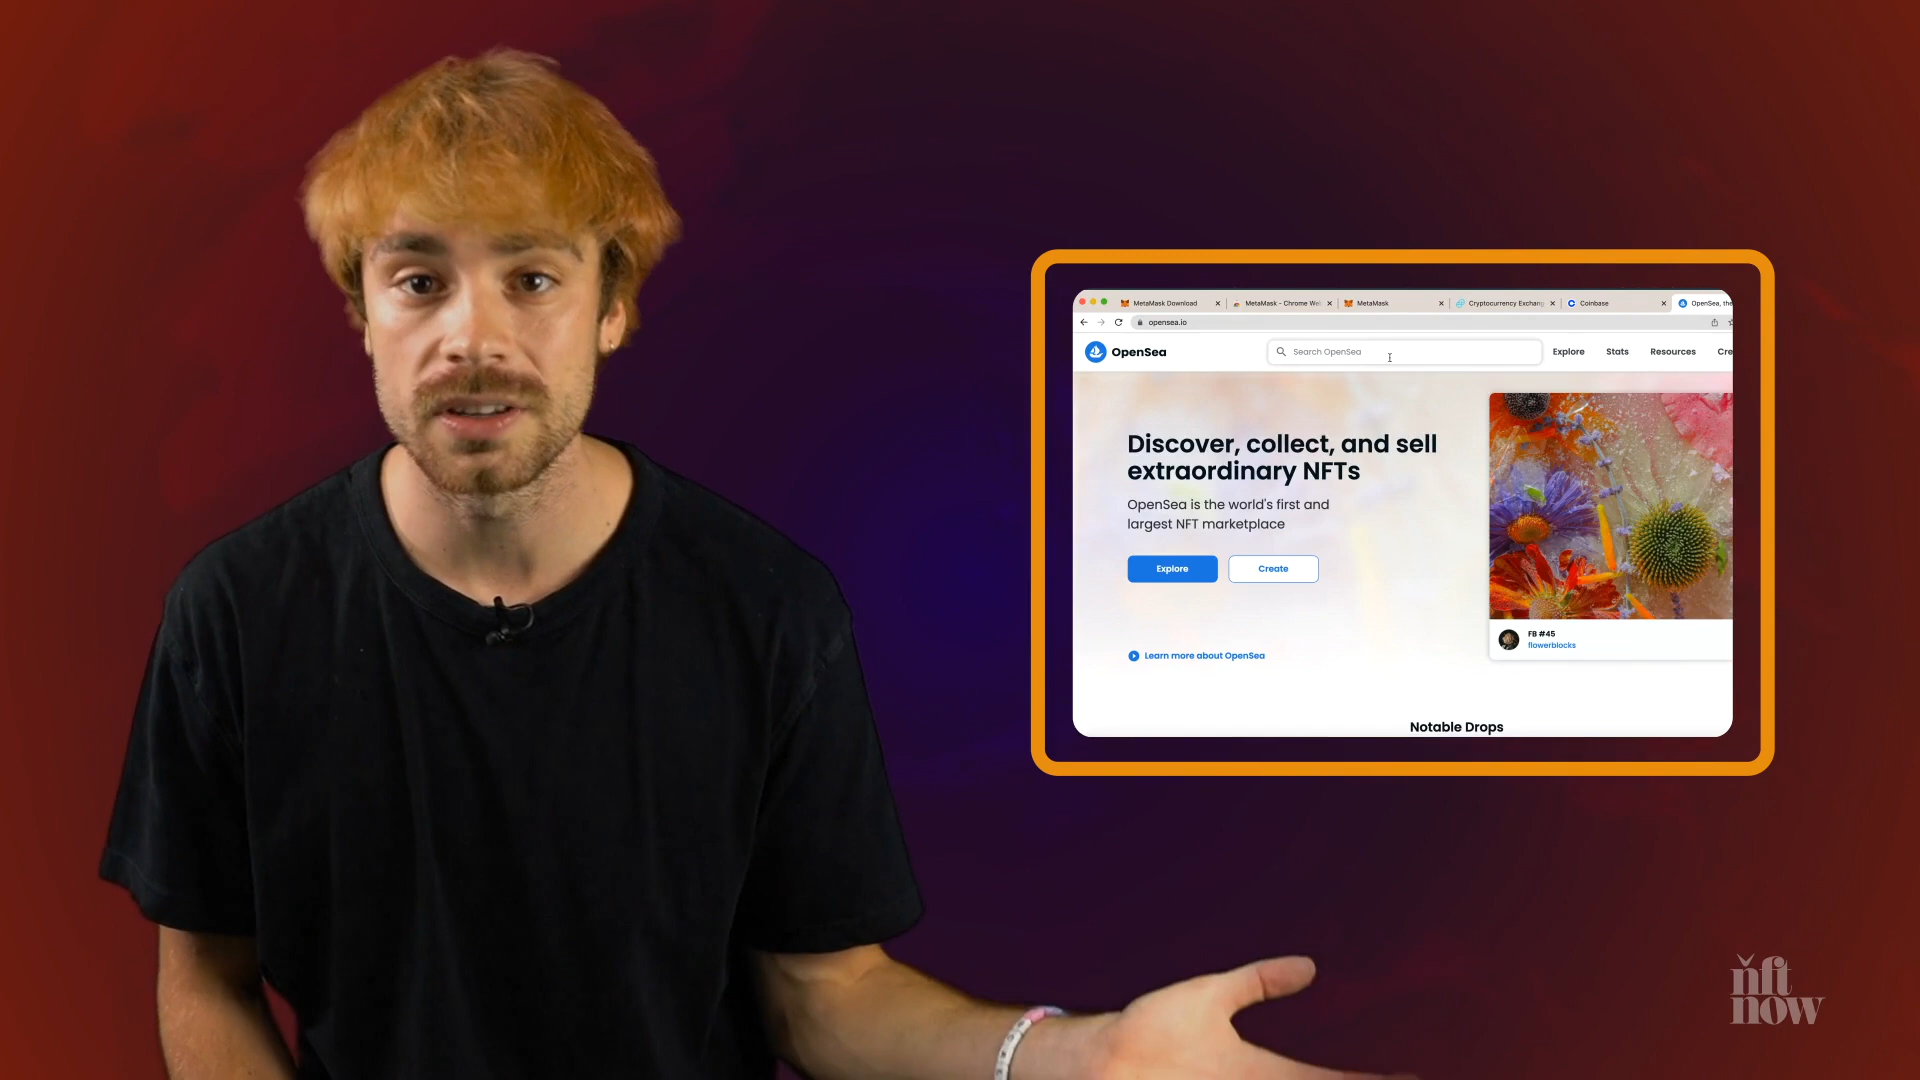 MetaMask Download
MetaMask - Chrome We
MetaMask
Cryptocurrency Exchang
Coinbase
OpenSea, the
opensea.io
OpenSea
Search OpenSea
Explore
Stats
Resources
Cre
Discover, collect, and sell
extraordinary NFTs
OpenSea is the world's first and
largest NFT marketplace
Explore
Create
FB #45
flowerblocks
Learn more about OpenSea
Notable Drops
nft
now